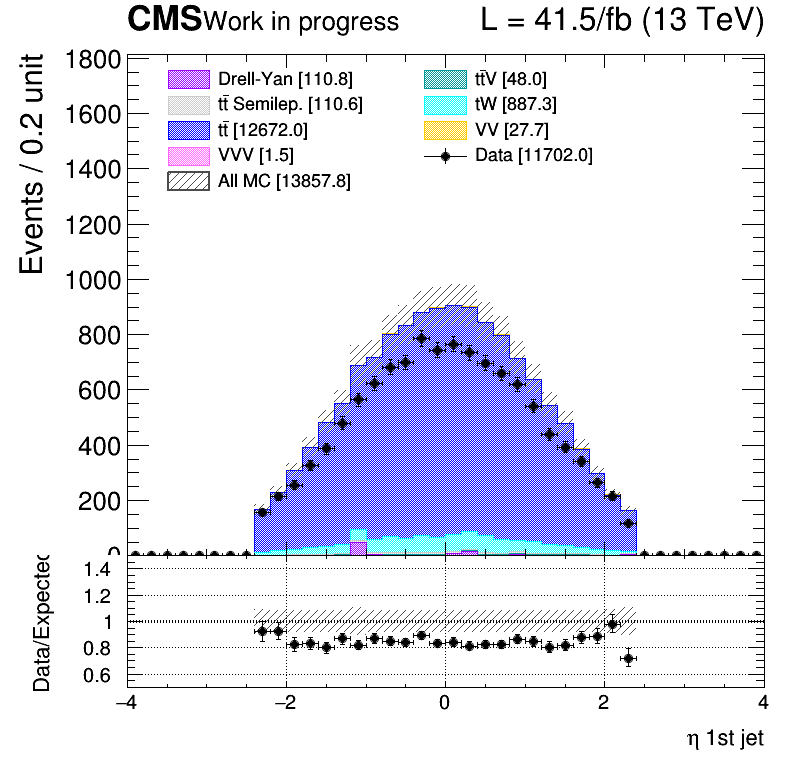 CMS Work in progress L = 41.5/fb (13 TeV)
Events / 0.2 unit
1800
1600
1400
1200
1000
800
600
400
200
0
Drell-Yan [110.8]
tt̄ Semilep. [110.6]
tt̄ [12672.0]
VVV [1.5]
All MC [13857.8]
tt̄V [48.0]
tW [887.3]
VV [27.7]
Data [11702.0]
Data/Expected
1.4
1.2
1
0.8
0.6
−4 −2 0 2 4
η 1st jet